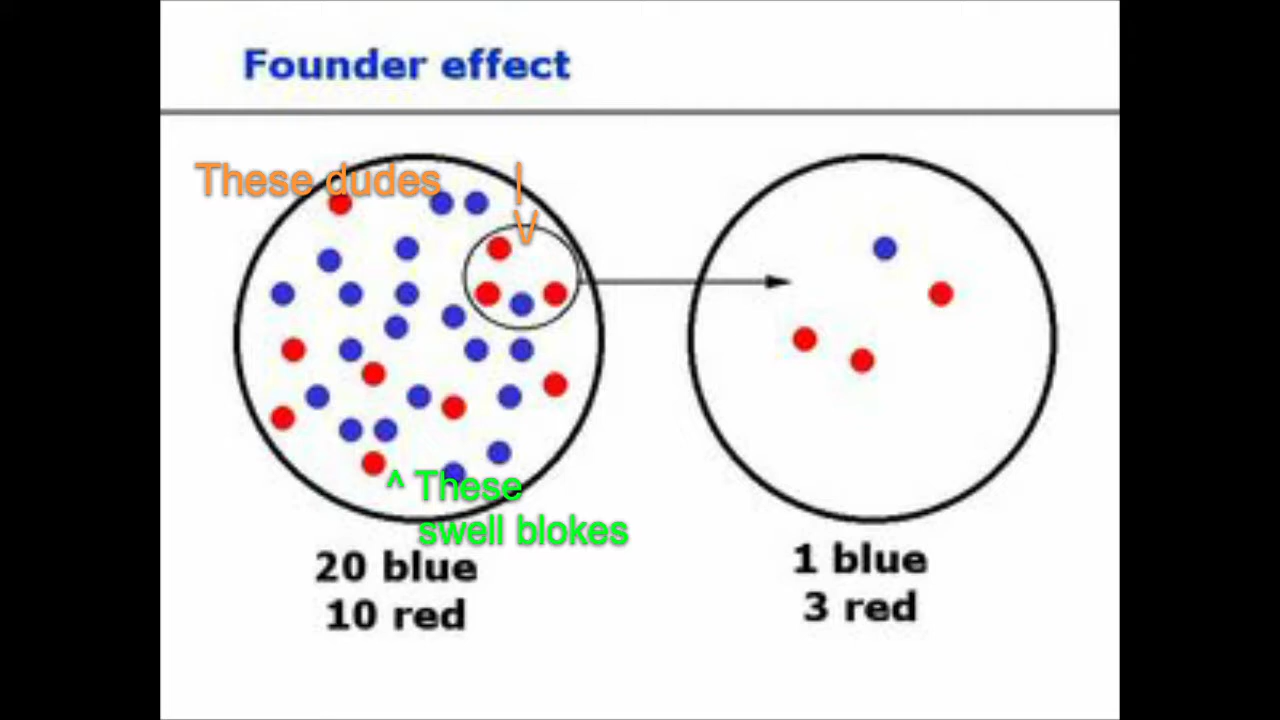 Founder effect
These dudes |
V
^ These
swell blokes
20 blue
10 red
1 blue
3 red